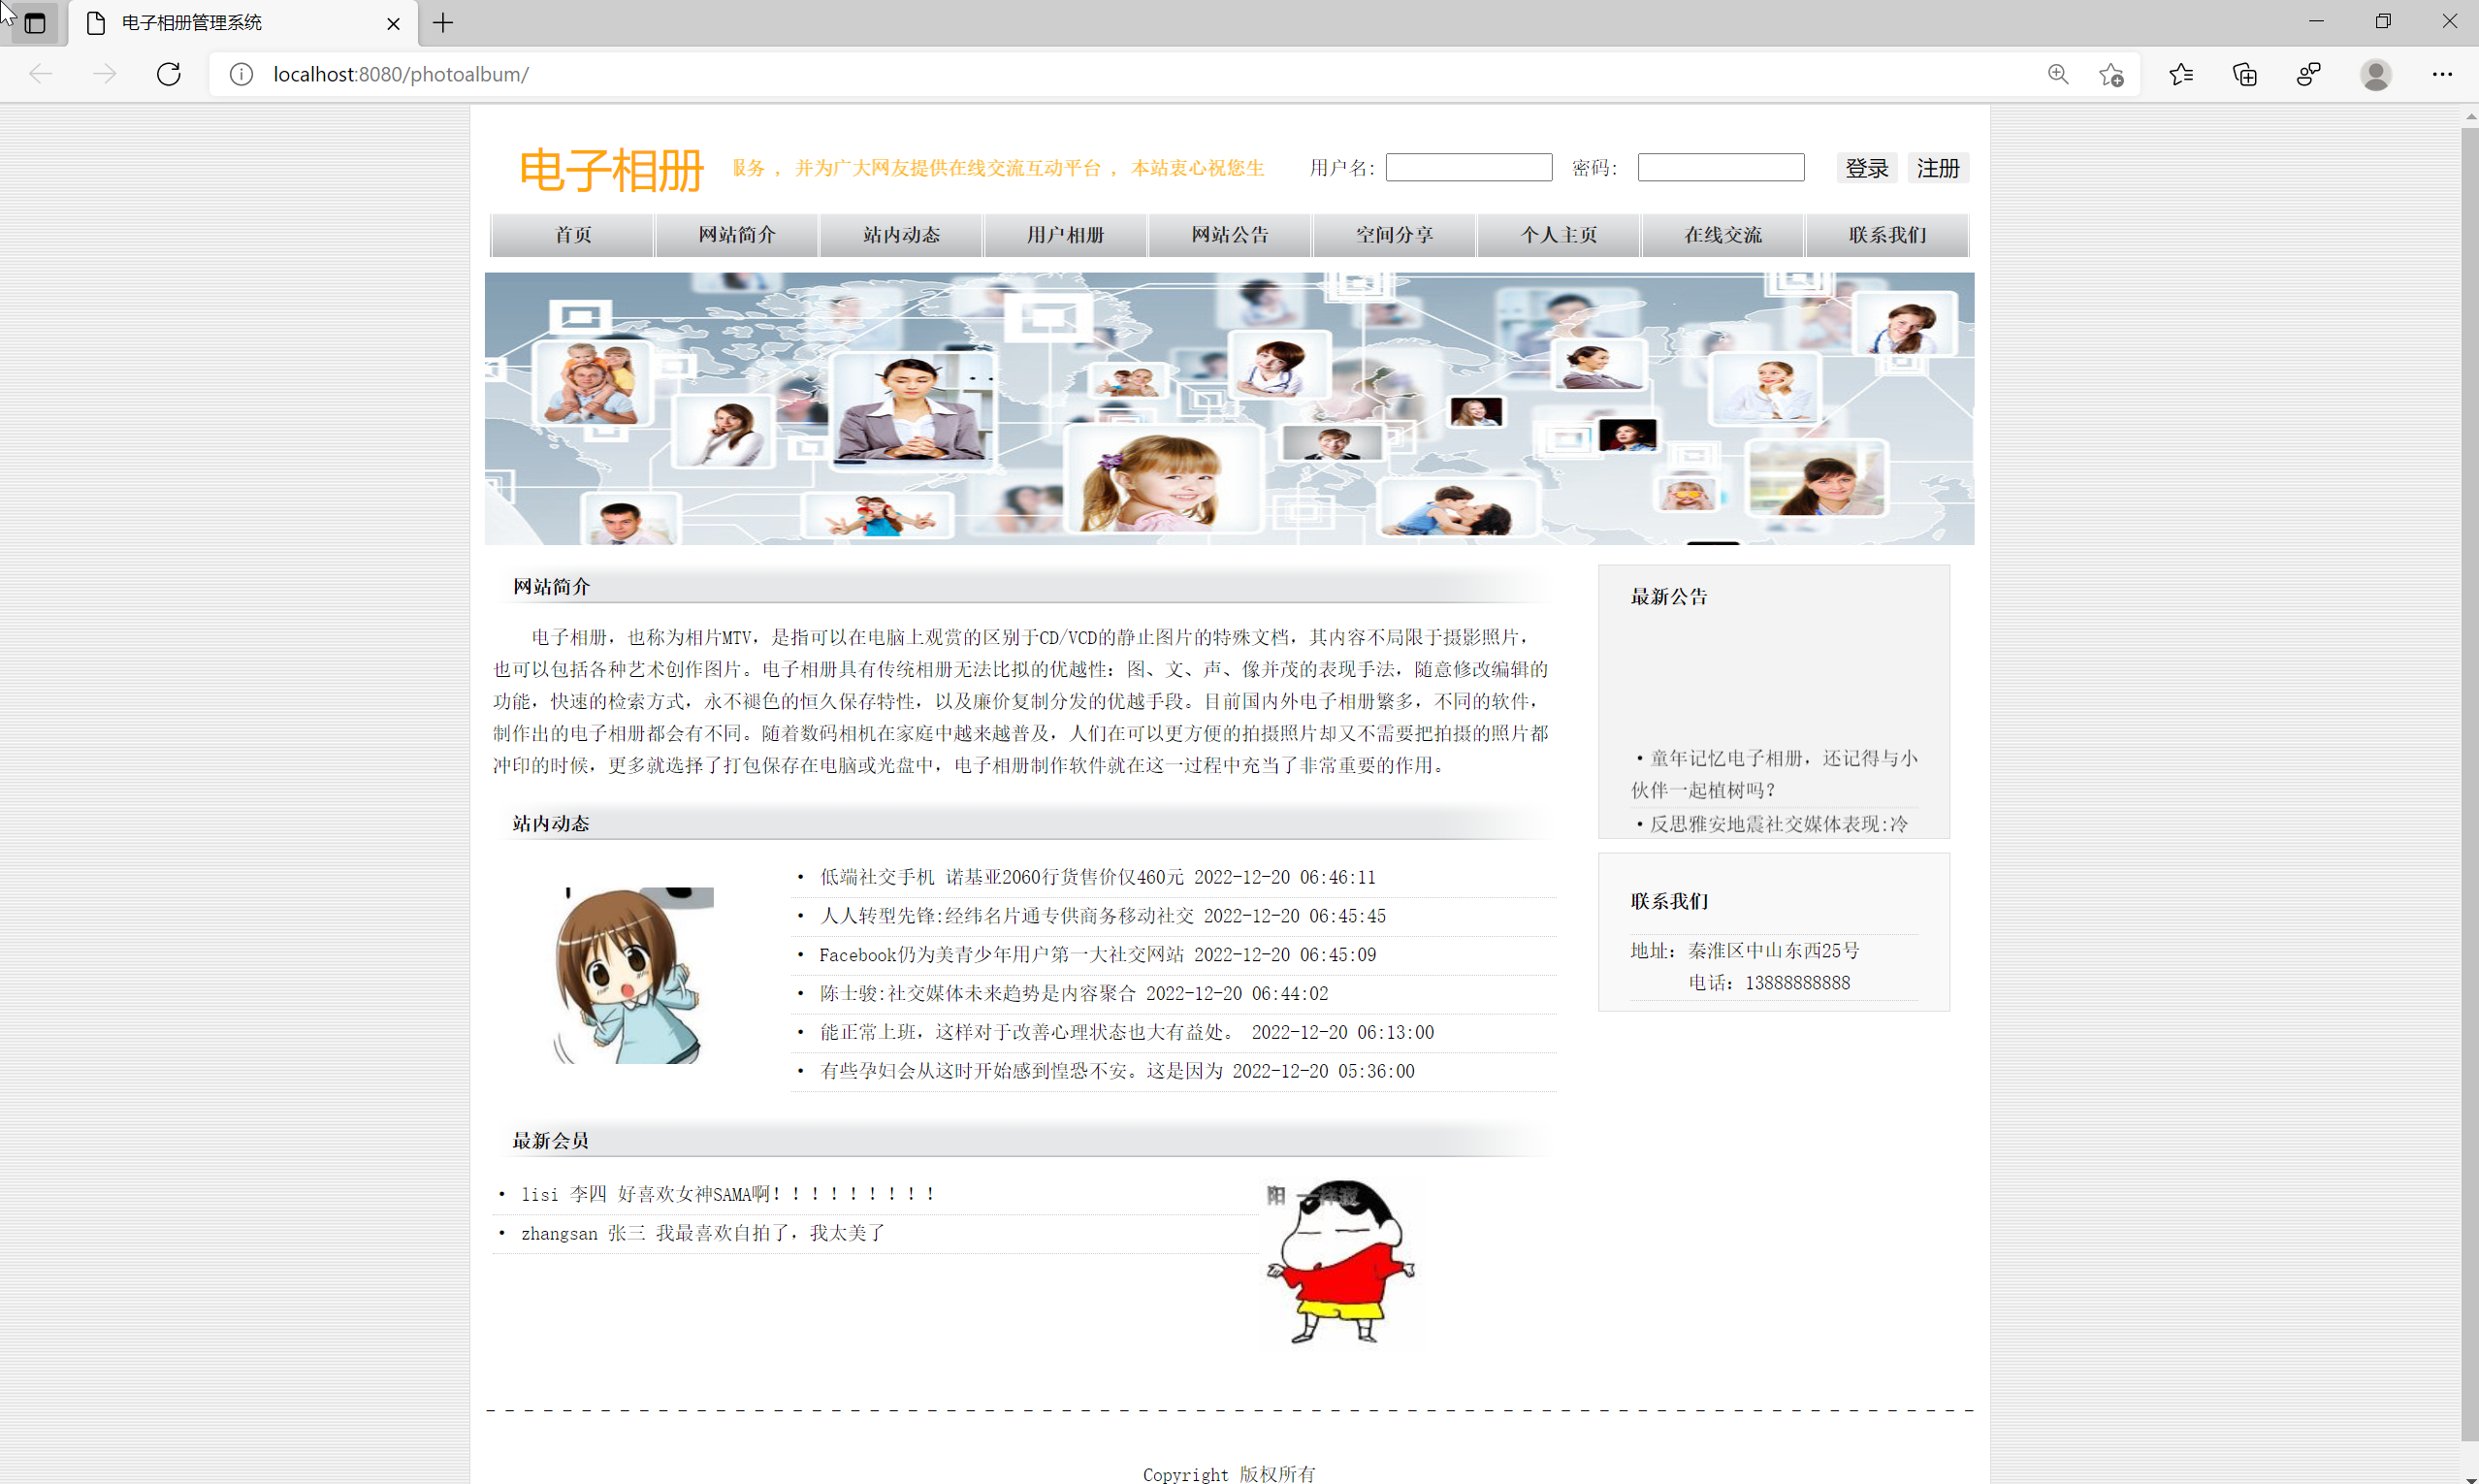 电子相册管理系统
localhost:8080/photoalbum/
电子相册 服务 ，并为广大网友提供在线交流互动平台 ，本站衷心祝您生 用户名： 密码： 登录 注册
首页 网站简介 站内动态 用户相册 网站公告 空间分享 个人主页 在线交流 联系我们
网站简介
电子相册，也称为相片MTV，是指可以在电脑上观赏的区别于CD/VCD的静止图片的特殊文档，其内容不局限于摄影照片，
也可以包括各种艺术创作图片。电子相册具有传统相册无法比拟的优越性：图、文、声、像并茂的表现手法，随意修改编辑的
功能，快速的检索方式，永不褪色的恒久保存特性，以及廉价复制分发的优越手段。目前国内外电子相册繁多，不同的软件，
制作出的电子相册都会有不同。随着数码相机在家庭中越来越普及，人们在可以更方便的拍摄照片却又不需要把拍摄的照片都
冲印的时候，更多就选择了打包保存在电脑或光盘中，电子相册制作软件就在这一过程中充当了非常重要的作用。
站内动态
• 低端社交手机 诺基亚2060行货售价仅460元 2022-12-20 06:46:11
• 人人转型先锋:经纬名片通专供商务移动社交 2022-12-20 06:45:45
• Facebook仍为美青少年用户第一大社交网站 2022-12-20 06:45:09
• 陈士骏:社交媒体未来趋势是内容聚合 2022-12-20 06:44:02
• 能正常上班，这样对于改善心理状态也大有益处。 2022-12-20 06:13:00
• 有些孕妇会从这时开始感到惶恐不安。这是因为 2022-12-20 05:36:00
最新会员
• lisi 李四 好喜欢女神SAMA啊！！！！！！！！！
• zhangsan 张三 我最喜欢自拍了，我太美了
阳 一样
最新公告
• 童年记忆电子相册，还记得与小
伙伴一起植树吗？
• 反思雅安地震社交媒体表现:冷
联系我们
地址：秦淮区中山东西25号
电话：13888888888
Copyright 版权所有